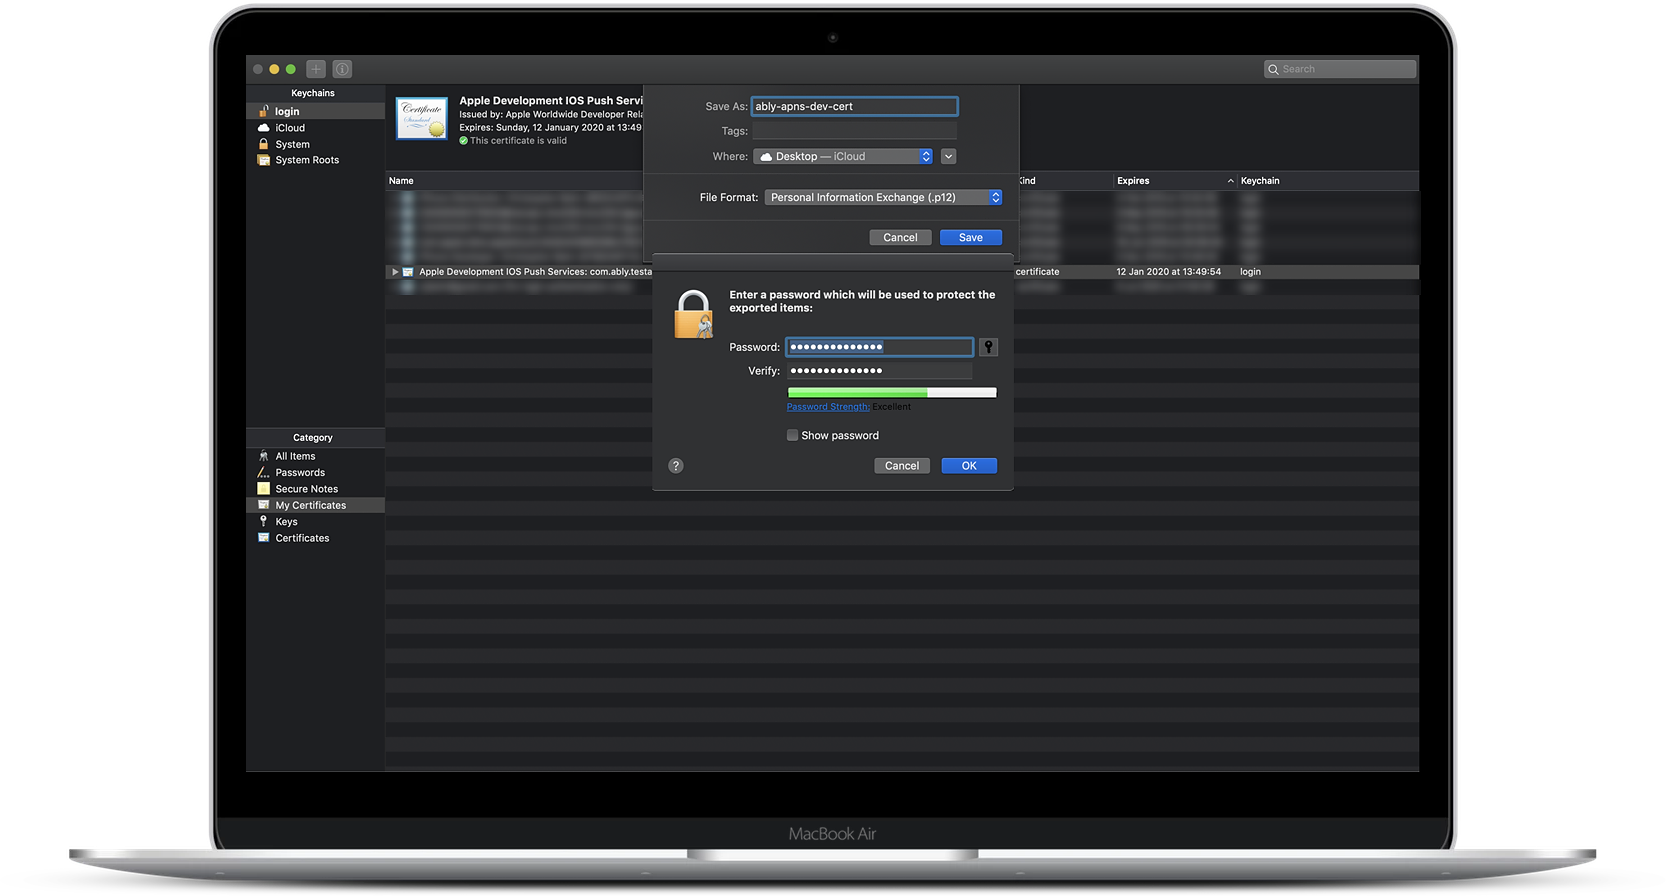 Search
Keychains
login
iCloud
System
System Roots
Apple Development IOS Push Servi
Issued by: Apple Worldwide Developer Rela
Expires: Sunday, 12 January 2020 at 13:49
This certificate is valid
Save As: ably-apns-dev-cert
Tags:
Where: Desktop — iCloud
File Format: Personal Information Exchange (.p12)
Cancel Save
Name Kind Expires Keychain
Apple Development IOS Push Services: com.ably.testa certificate 12 Jan 2020 at 13:49:54 login
Enter a password which will be used to protect the
exported items:
Password: ••••••••••••••
Verify: ••••••••••••••
Password Strength: Excellent
Show password
? Cancel OK
Category
All Items
Passwords
Secure Notes
My Certificates
Keys
Certificates
MacBook Air